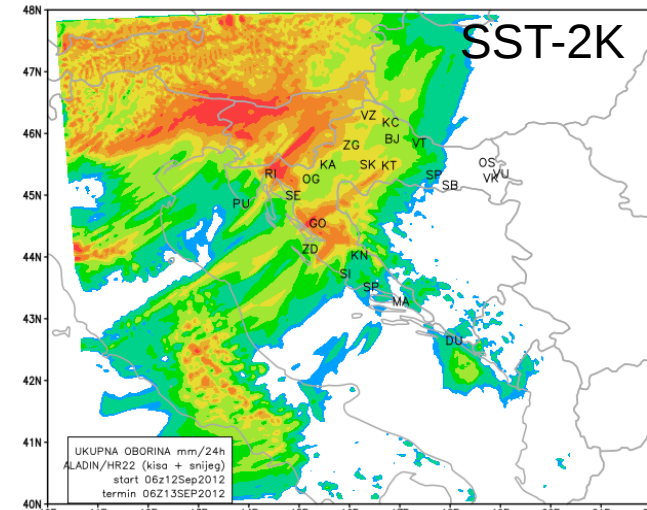 48N
SST-2K
47N
VZ
KC
46N
BJ
VT
ZG
OS
KA
SK
KT
RI
OG
SP
VK
VU
SB
45N
SE
PU
GO
ZD
KN
44N
SI
SP
MA
43N
DU
42N
41N
UKUPNA OBORINA mm/24h
ALADIN/HR22 (kisa + snijeg)
start 06z12Sep2012
termin 06Z13SEP2012
40N